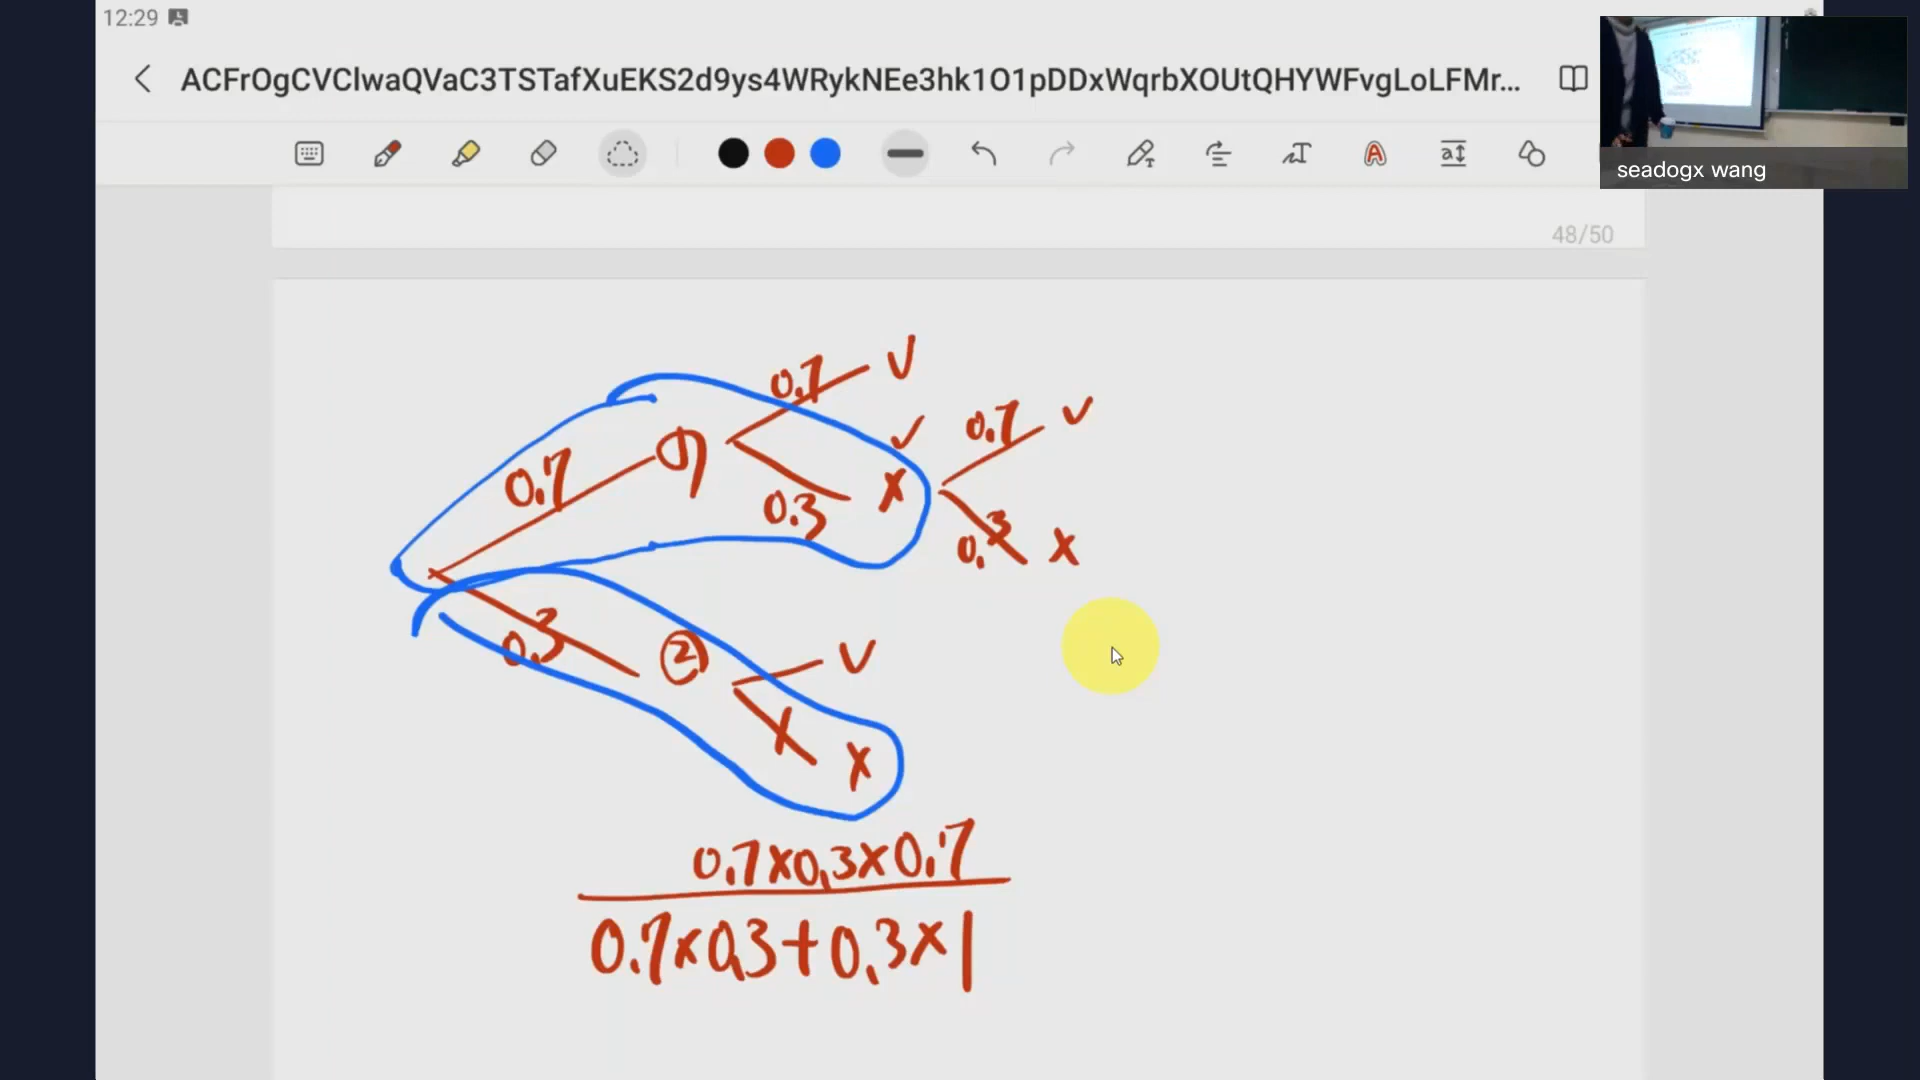 12:29
ACFrOgCVClwaQVaC3TSTafXuEKS2d9ys4WRykNEe3hk1O1pDDxWqrbXOUtQHYWFvgLoLFMr...
seadogx wang
48/50
0.7 ✓
✓ 0.7 ✓
0.7 ①
0.3 X
0.3 X
0.3 ② ✓
X X
0.7×0.3×0.7
0.7×0.3+0.3×1